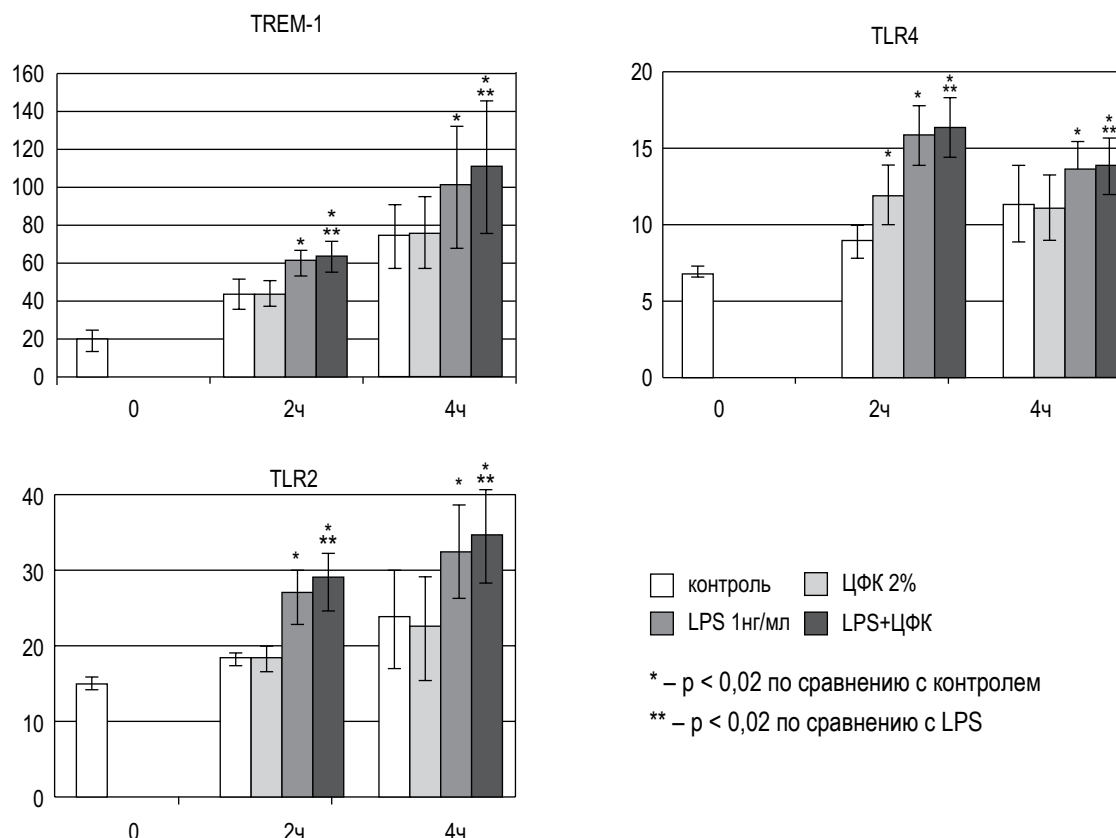 TREM-1
160
140
120
100
80
60
40
20
0
* ** * ** * *
0 2ч 4ч
TLR4
20
15
10
5
0
* * * ** * * **
0 2ч 4ч
TLR2
40
30
20
10
0
* * ** * * **
0 2ч 4ч
контроль ЦФК 2%
LPS 1нг/мл LPS+ЦФК
* – p < 0,02 по сравнению с контролем
** – p < 0,02 по сравнению с LPS